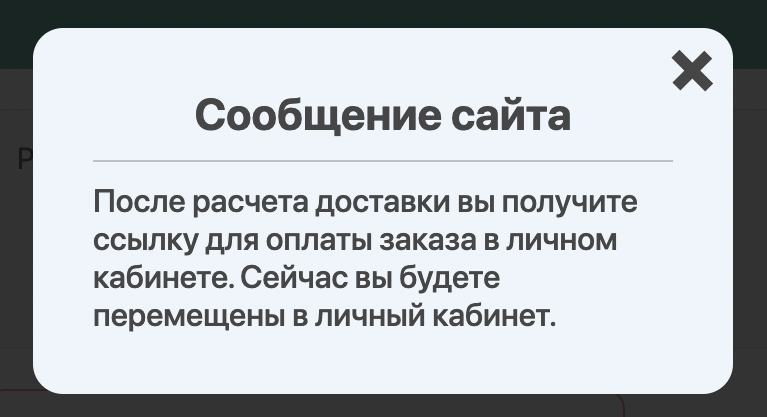 Сообщение сайта
Р
После расчета доставки вы получите
ссылку для оплаты заказа в личном
кабинете. Сейчас вы будете
перемещены в личный кабинет.